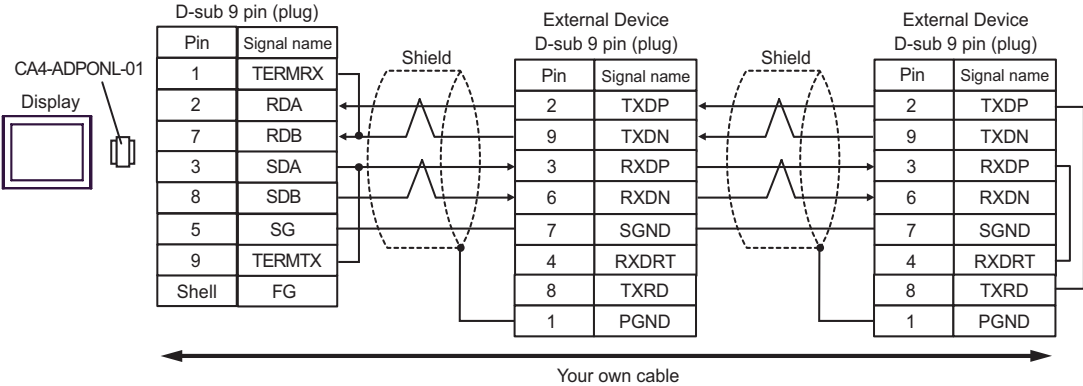 D-sub 9 pin (plug)
Pin Signal name
1 TERMRX
2 RDA
7 RDB
3 SDA
8 SDB
5 SG
9 TERMTX
Shell FG
CA4-ADPONL-01
Display
Shield
External Device
D-sub 9 pin (plug)
Pin Signal name
2 TXDP
9 TXDN
3 RXDP
6 RXDN
7 SGND
4 RXDRT
8 TXRD
1 PGND
Shield
External Device
D-sub 9 pin (plug)
Pin Signal name
2 TXDP
9 TXDN
3 RXDP
6 RXDN
7 SGND
4 RXDRT
8 TXRD
1 PGND
Your own cable